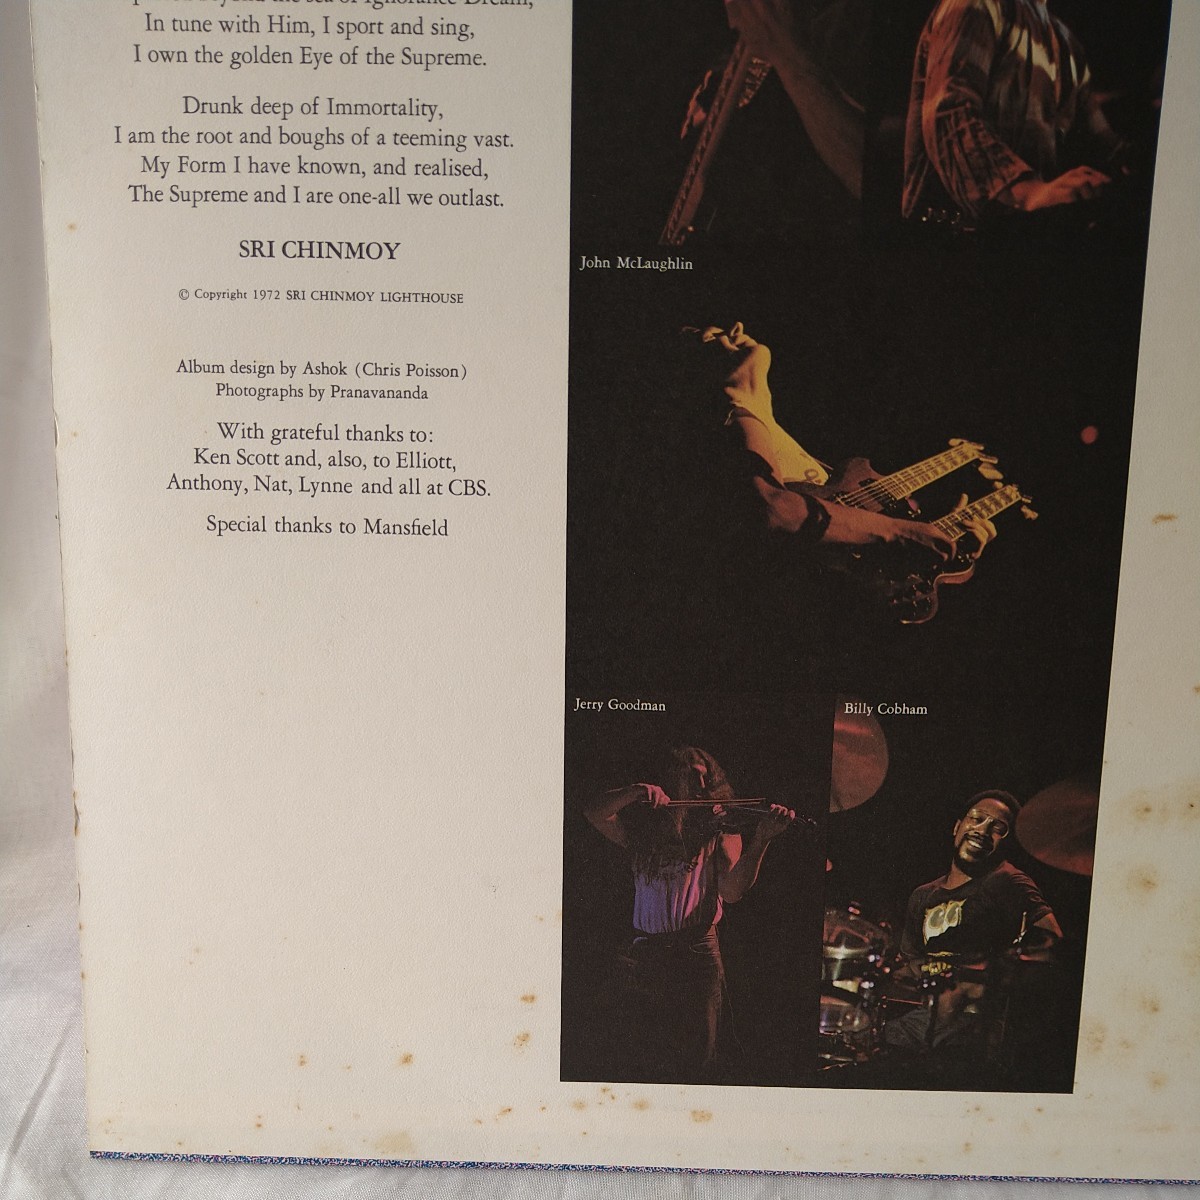 In tune with Him, I sport and sing,
I own the golden Eye of the Supreme.
Drunk deep of Immortality,
I am the root and boughs of a teeming vast.
My Form I have known, and realised,
The Supreme and I are one-all we outlast.
SRI CHINMOY
© Copyright 1972 SRI CHINMOY LIGHTHOUSE
Album design by Ashok (Chris Poisson)
Photographs by Pranavananda
With grateful thanks to:
Ken Scott and, also, to Elliott,
Anthony, Nat, Lynne and all at CBS.
Special thanks to Mansfield
John McLaughlin
Jerry Goodman
Billy Cobham